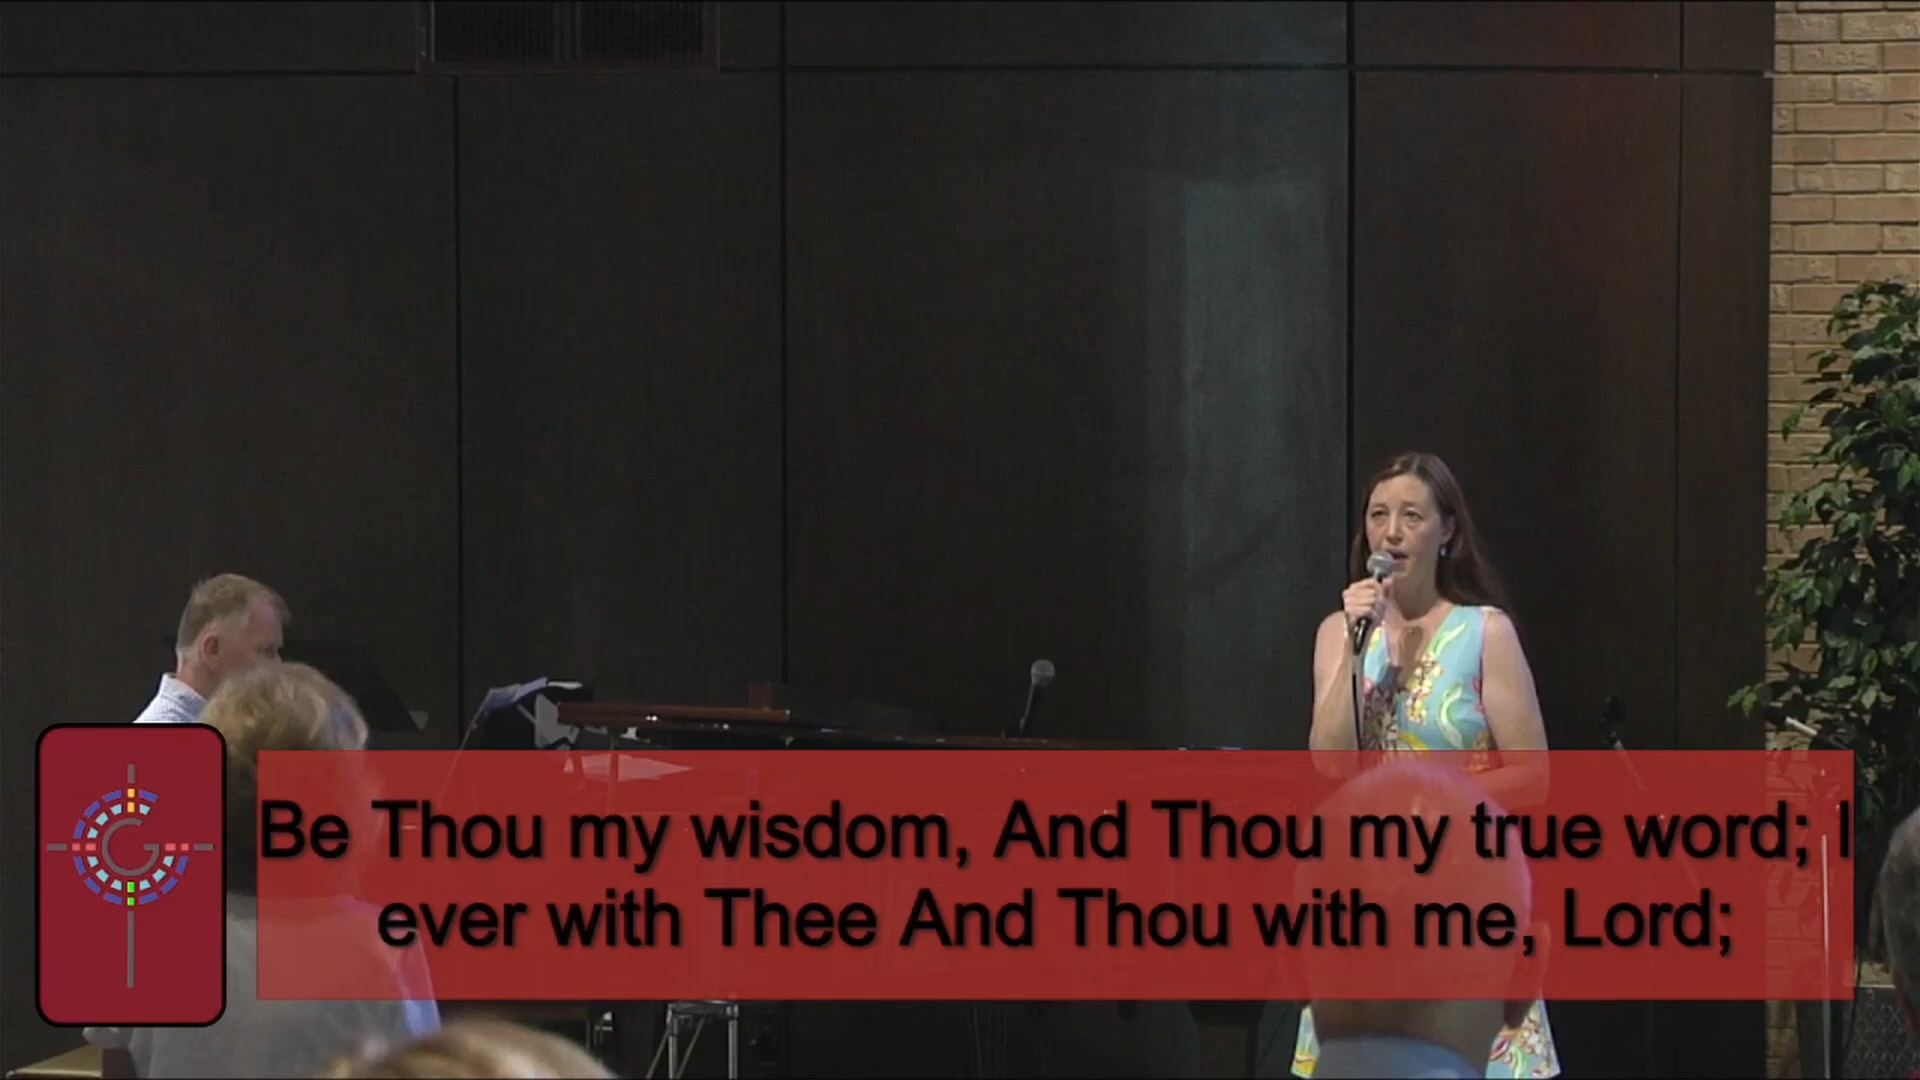 Be Thou my wisdom, And Thou my true word; I
ever with Thee And Thou with me, Lord;